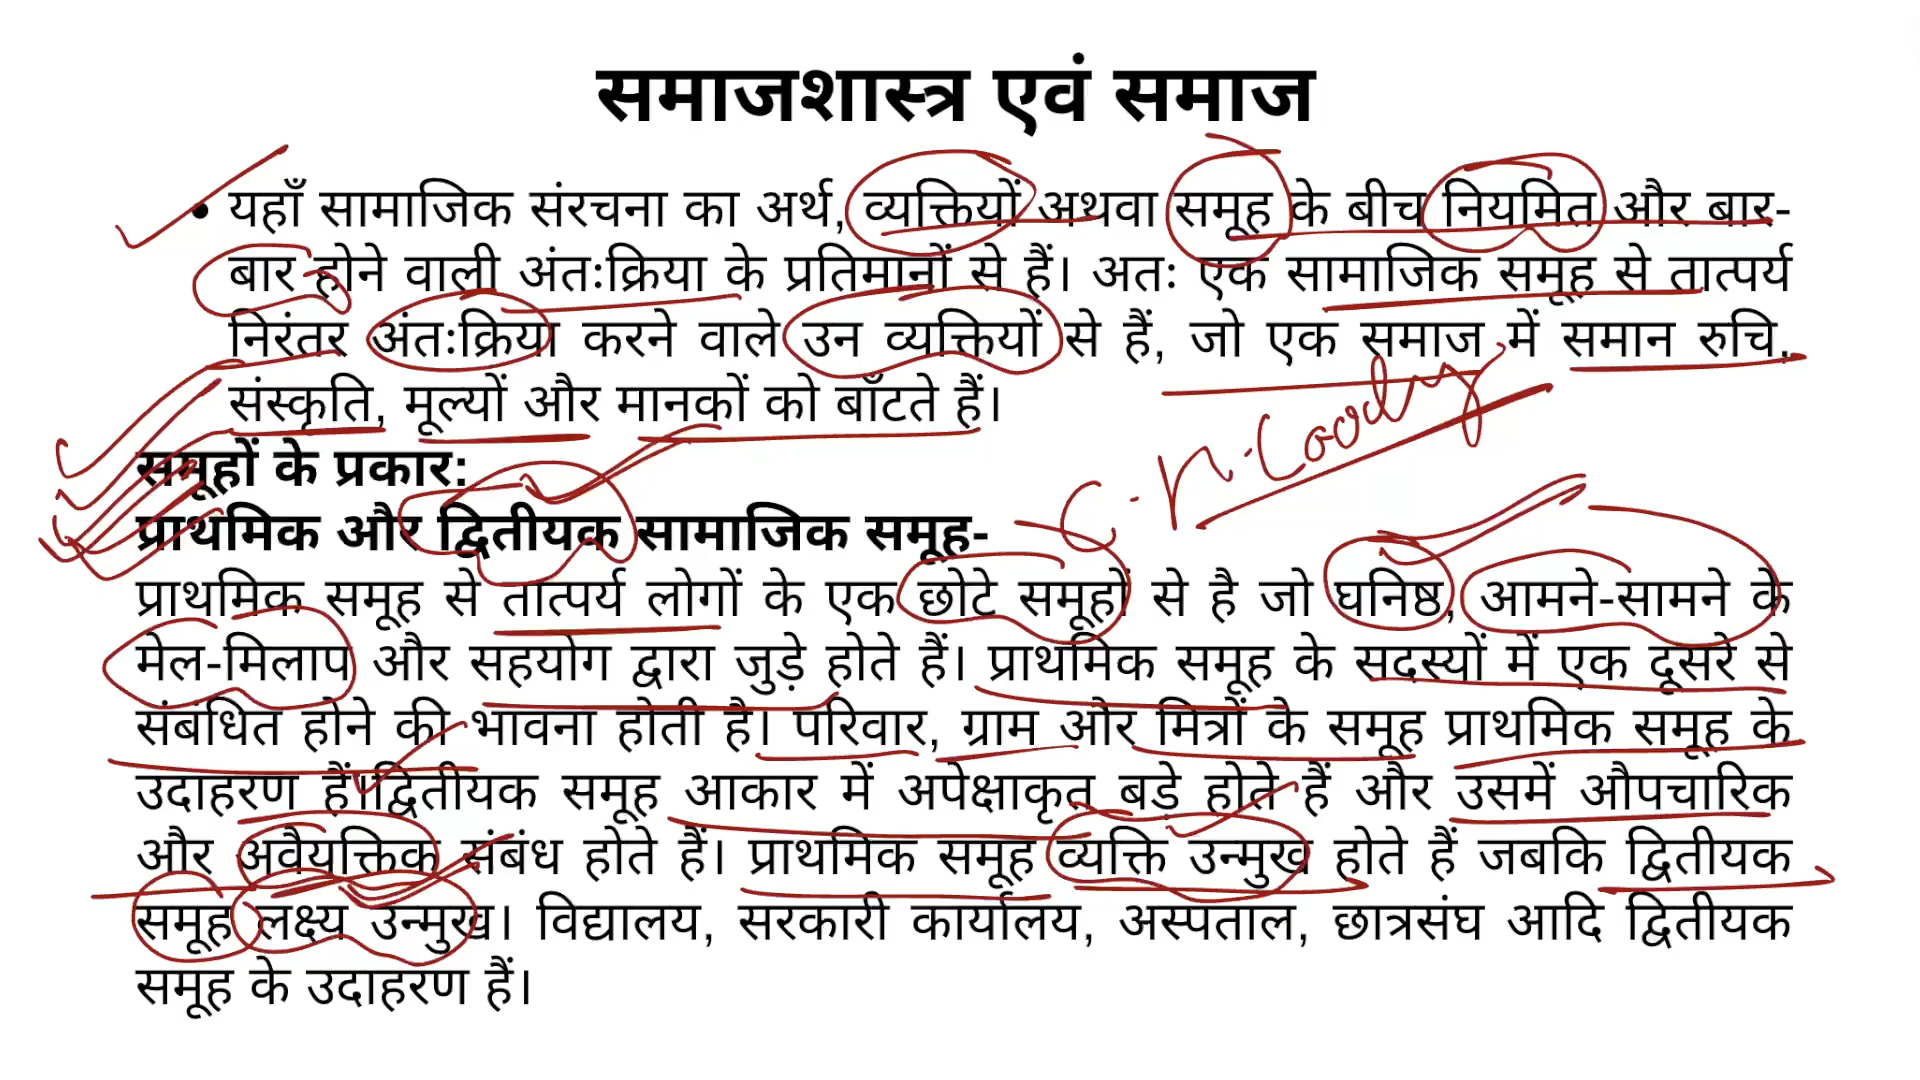 समाजशास्त्र एवं समाज
• यहाँ सामाजिक संरचना का अर्थ, व्यक्तियों अथवा समूह के बीच नियमित और बार-
बार होने वाली अंतःक्रिया के प्रतिमानों से हैं। अतः एक सामाजिक समूह से तात्पर्य
निरंतर अंतःक्रिया करने वाले उन व्यक्तियों से हैं, जो एक समाज में समान रुचि,
संस्कृति, मूल्यों और मानकों को बाँटते हैं।
समूहों के प्रकार:
प्राथमिक और द्वितीयक सामाजिक समूह-
प्राथमिक समूह से तात्पर्य लोगों के एक छोटे समूहों से है जो घनिष्ठ, आमने-सामने के
मेल-मिलाप और सहयोग द्वारा जुड़े होते हैं। प्राथमिक समूह के सदस्यों में एक दूसरे से
संबंधित होने की भावना होती है। परिवार, ग्राम और मित्रों के समूह प्राथमिक समूह के
उदाहरण हैं।द्वितीयक समूह आकार में अपेक्षाकृत बड़े होते हैं और उसमें औपचारिक
और अवैयक्तिक संबंध होते हैं। प्राथमिक समूह व्यक्ति उन्मुख होते हैं जबकि द्वितीयक
समूह लक्ष्य उन्मुख। विद्यालय, सरकारी कार्यालय, अस्पताल, छात्रसंघ आदि द्वितीयक
समूह के उदाहरण हैं।